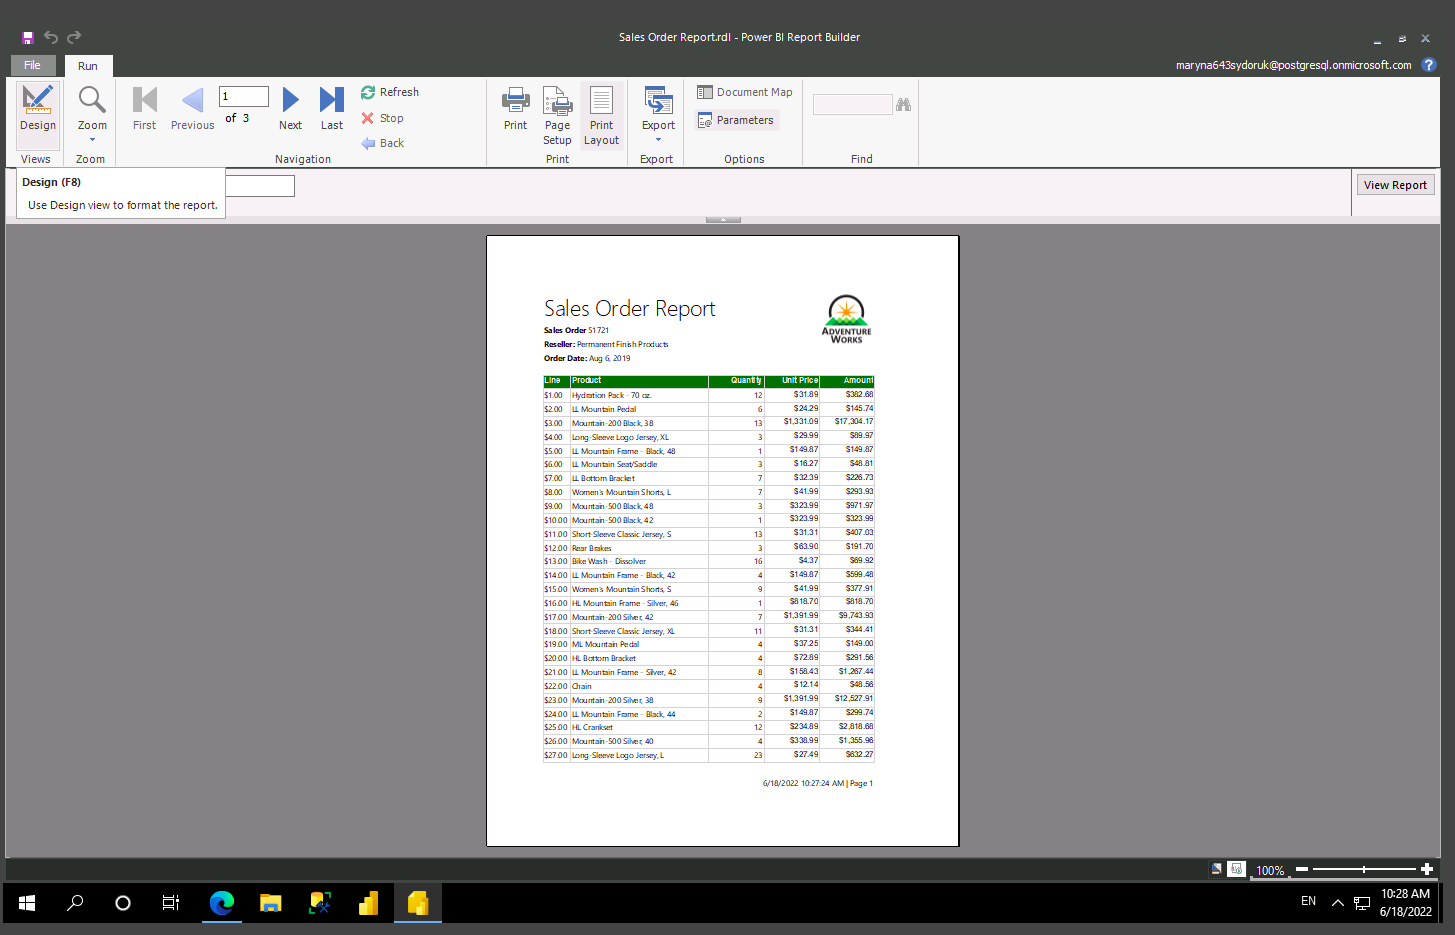 Sales Order Report.rdl - Power BI Report Builder
File
Run
maryna643sydoruk@postgresql.onmicrosoft.com
Design
Zoom
First
Previous
1
of 3
Next
Last
Refresh
Stop
Back
Print
Page Setup
Print Layout
Export
Document Map
Parameters
Views
Zoom
Navigation
Print
Export
Options
Find
Design (F8)
Use Design view to format the report.
View Report
Sales Order Report
ADVENTURE WORKS
Sales Order 51721
Reseller: Permanent Finish Products
Order Date: Aug 6, 2019
Line Product Quantity Unit Price Amount
$1.00 Hydration Pack - 70 oz. 12 $31.89 $382.68
$2.00 LL Mountain Pedal 6 $24.29 $145.74
$3.00 Mountain-200 Black, 38 13 $1,331.09 $17,304.17
$4.00 Long-Sleeve Logo Jersey, XL 3 $29.99 $89.97
$5.00 LL Mountain Frame - Black, 48 1 $149.87 $149.87
$6.00 LL Mountain Seat/Saddle 3 $16.27 $48.81
$7.00 LL Bottom Bracket 7 $32.39 $226.73
$8.00 Women's Mountain Shorts, L 7 $41.99 $293.93
$9.00 Mountain-500 Black, 48 3 $323.99 $971.97
$10.00 Mountain-500 Black, 42 1 $323.99 $323.99
$11.00 Short-Sleeve Classic Jersey, S 13 $31.31 $407.03
$12.00 Rear Brakes 3 $63.90 $191.70
$13.00 Bike Wash - Dissolver 16 $4.37 $69.92
$14.00 LL Mountain Frame - Black, 42 4 $149.87 $599.48
$15.00 Women's Mountain Shorts, S 9 $41.99 $377.91
$16.00 HL Mountain Frame - Silver, 46 1 $818.70 $818.70
$17.00 Mountain-200 Silver, 42 7 $1,391.99 $9,743.93
$18.00 Short-Sleeve Classic Jersey, XL 11 $31.31 $344.41
$19.00 ML Mountain Pedal 4 $37.25 $149.00
$20.00 HL Bottom Bracket 4 $72.89 $291.56
$21.00 LL Mountain Frame - Silver, 42 8 $158.43 $1,267.44
$22.00 Chain 4 $12.14 $48.56
$23.00 Mountain-200 Silver, 38 9 $1,391.99 $12,527.91
$24.00 LL Mountain Frame - Black, 44 2 $149.87 $299.74
$25.00 HL Crankset 12 $234.89 $2,818.68
$26.00 Mountain-500 Silver, 40 4 $338.99 $1,355.96
$27.00 Long-Sleeve Logo Jersey, L 23 $27.49 $632.27
6/18/2022 10:27:24 AM | Page 1
100%
EN
10:28 AM
6/18/2022